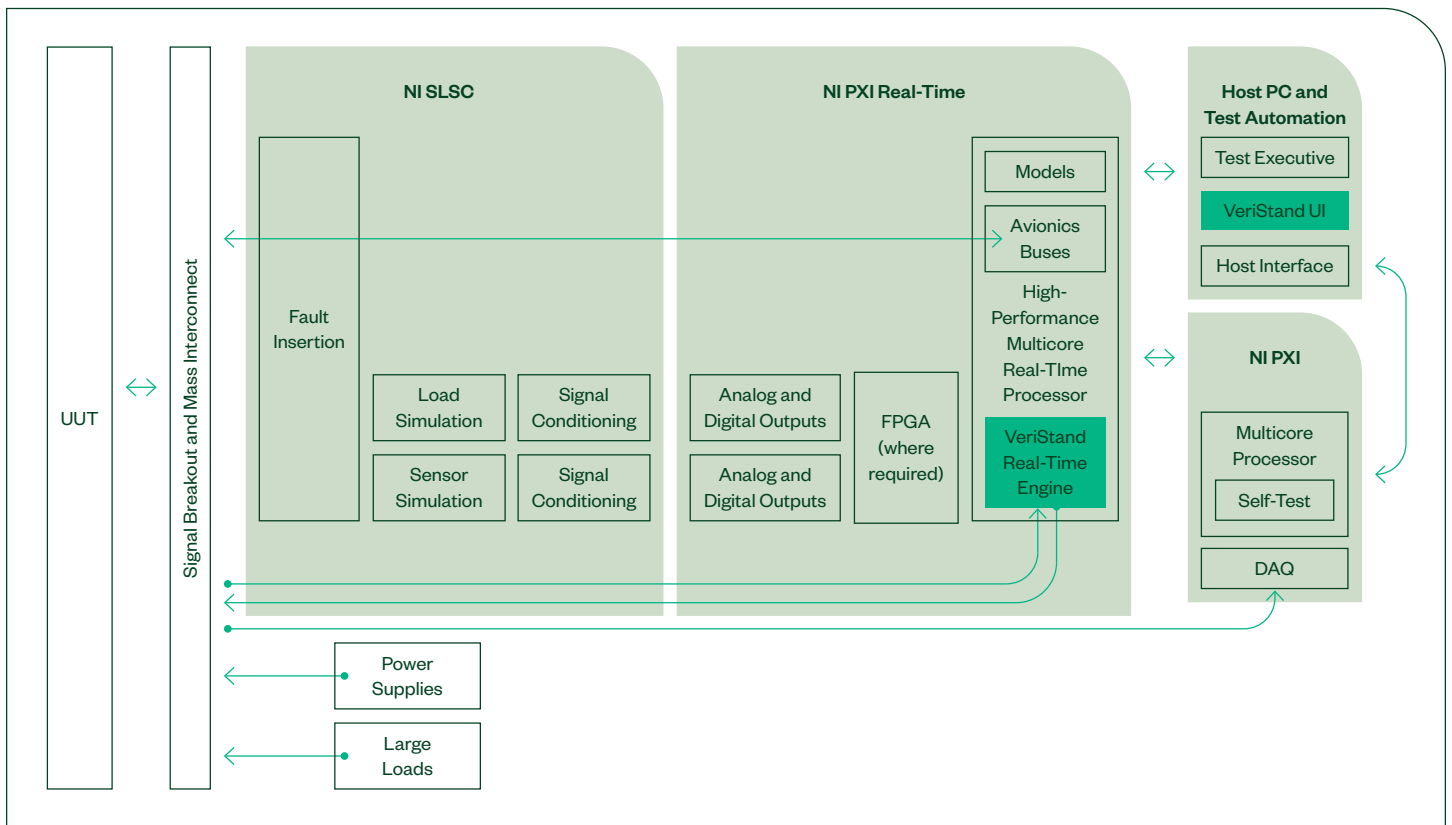 UUT
Signal Breakout and Mass Interconnect
NI SLSC
Fault
Insertion
Load
Simulation
Signal
Conditioning
Sensor
Simulation
Signal
Conditioning
NI PXI Real-Time
Analog and
Digital Outputs
Analog and
Digital Outputs
FPGA
(where
required)
Models
Avionics
Buses
High-
Performance
Multicore
Real-TIme
Processor
VeriStand
Real-Time
Engine
Host PC and
Test Automation
Test Executive
VeriStand UI
Host Interface
NI PXI
Multicore
Processor
Self-Test
DAQ
Power
Supplies
Large
Loads